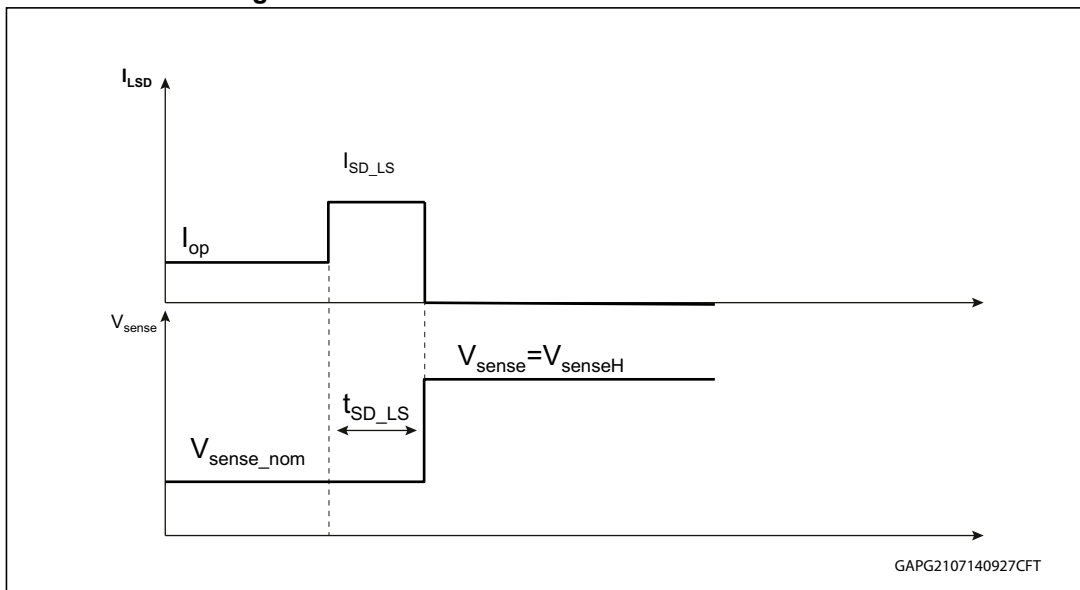 I_LSD
I_SD_LS
I_op
V_sense
V_sense=V_senseH
t_SD_LS
V_sense_nom
GAPG2107140927CFT